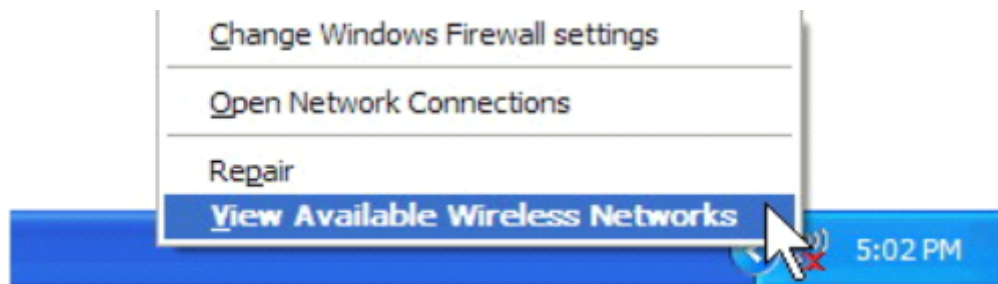 Change Windows Firewall settings
Open Network Connections
Repair
View Available Wireless Networks
5:02 PM